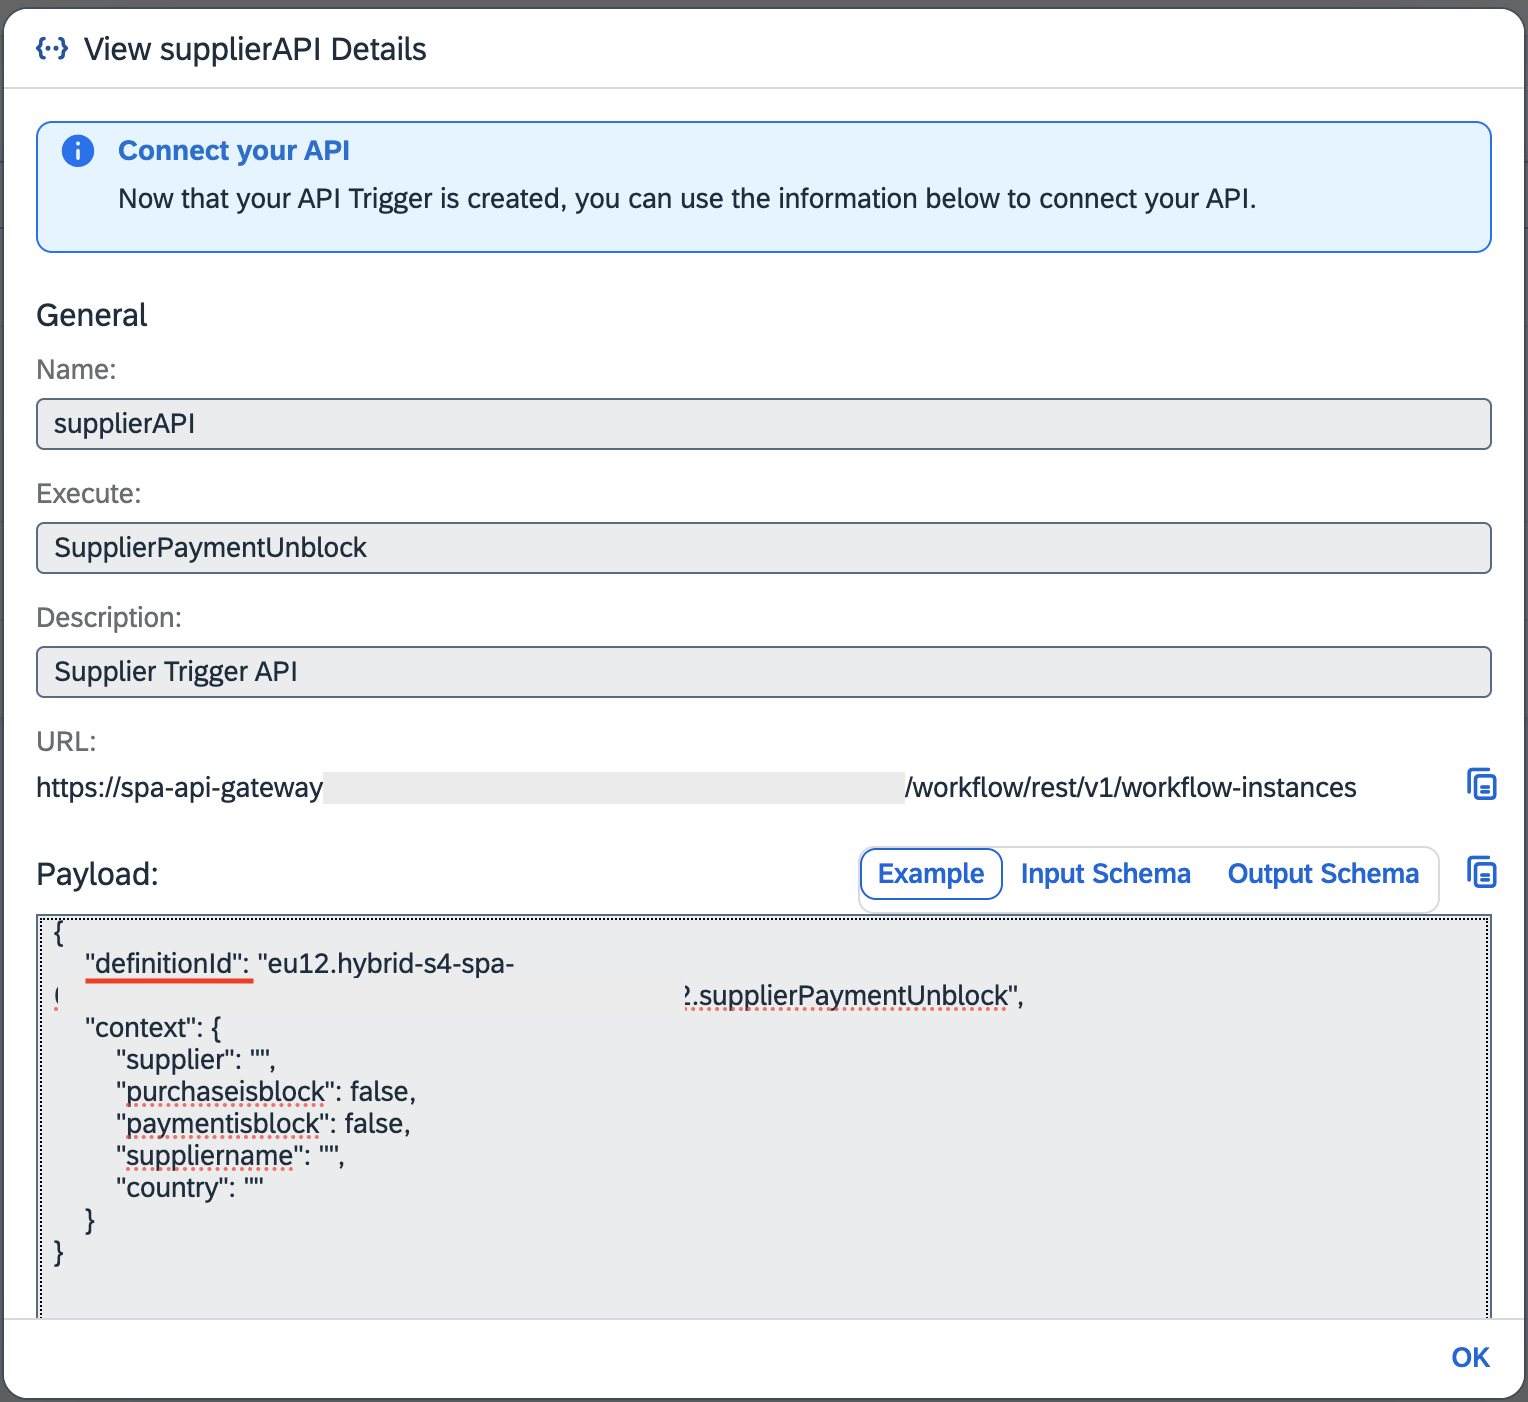 View supplierAPI Details
Connect your API
Now that your API Trigger is created, you can use the information below to connect your API.
General
Name:
supplierAPI
Execute:
SupplierPaymentUnblock
Description:
Supplier Trigger API
URL:
https://spa-api-gateway /workflow/rest/v1/workflow-instances
Payload:
Example Input Schema Output Schema
{
"definitionId": "eu12.hybrid-s4-spa-
.supplierPaymentUnblock",
"context": {
"supplier": "",
"purchaseisblock": false,
"paymentisblock": false,
"suppliername": "",
"country": ""
}
}
OK